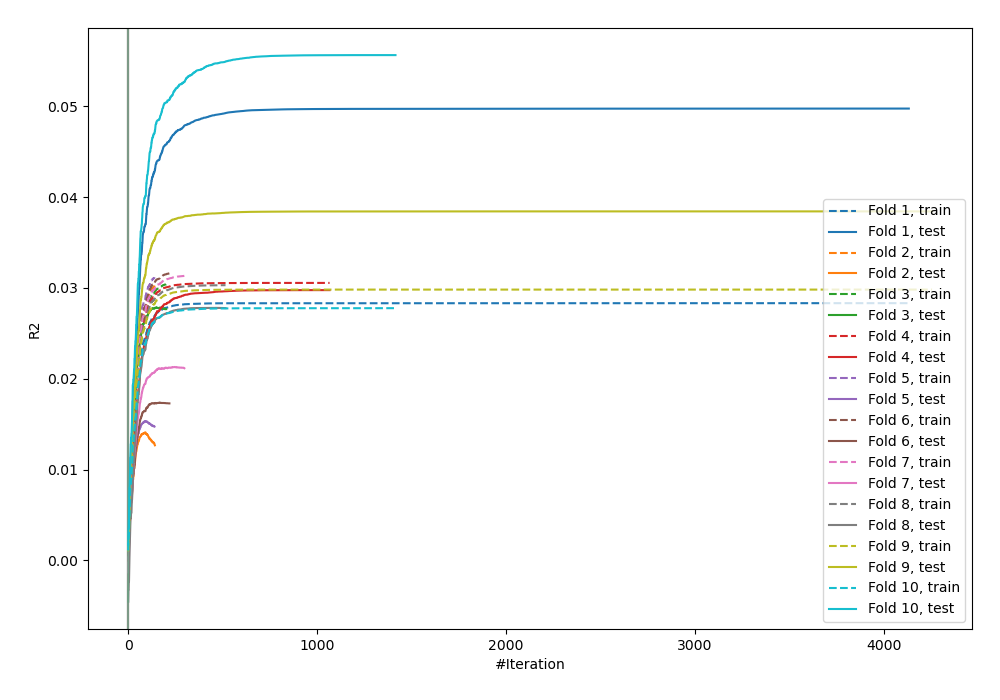 0.05
0.04
0.03
0.02
0.01
0.00
R2
0
1000
2000
3000
4000
#Iteration
Fold 1, train
Fold 1, test
Fold 2, train
Fold 2, test
Fold 3, train
Fold 3, test
Fold 4, train
Fold 4, test
Fold 5, train
Fold 5, test
Fold 6, train
Fold 6, test
Fold 7, train
Fold 7, test
Fold 8, train
Fold 8, test
Fold 9, train
Fold 9, test
Fold 10, train
Fold 10, test